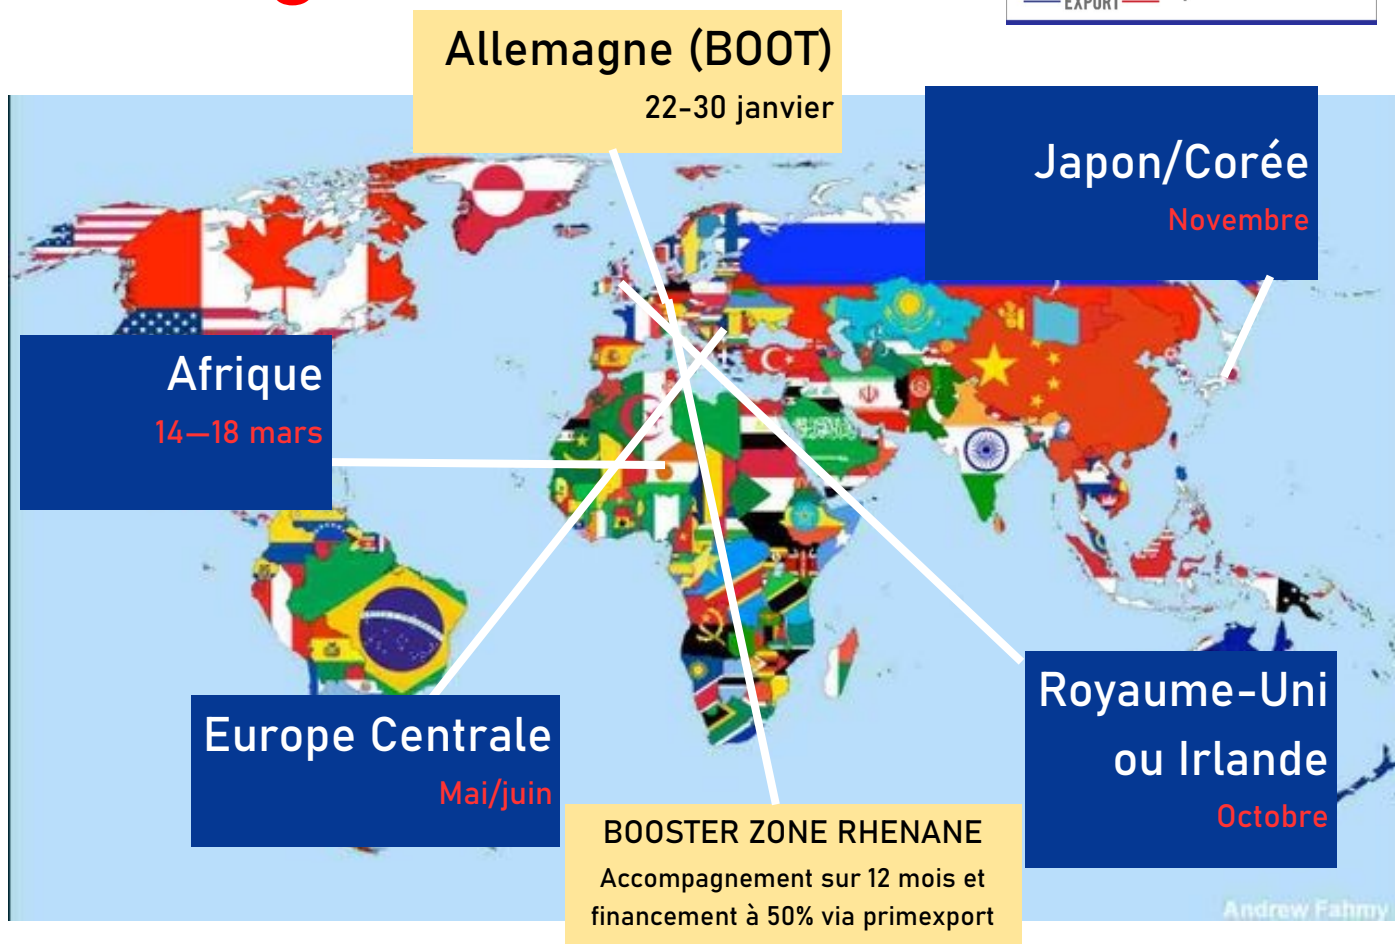 EXPORT
Allemagne (BOOT)
22-30 janvier
Japon/Corée
Novembre
Afrique
14—18 mars
Europe Centrale
Mai/juin
Royaume-Uni
ou Irlande
Octobre
BOOSTER ZONE RHENANE
Accompagnement sur 12 mois et
financement à 50% via primexport
Andrew Fahmy